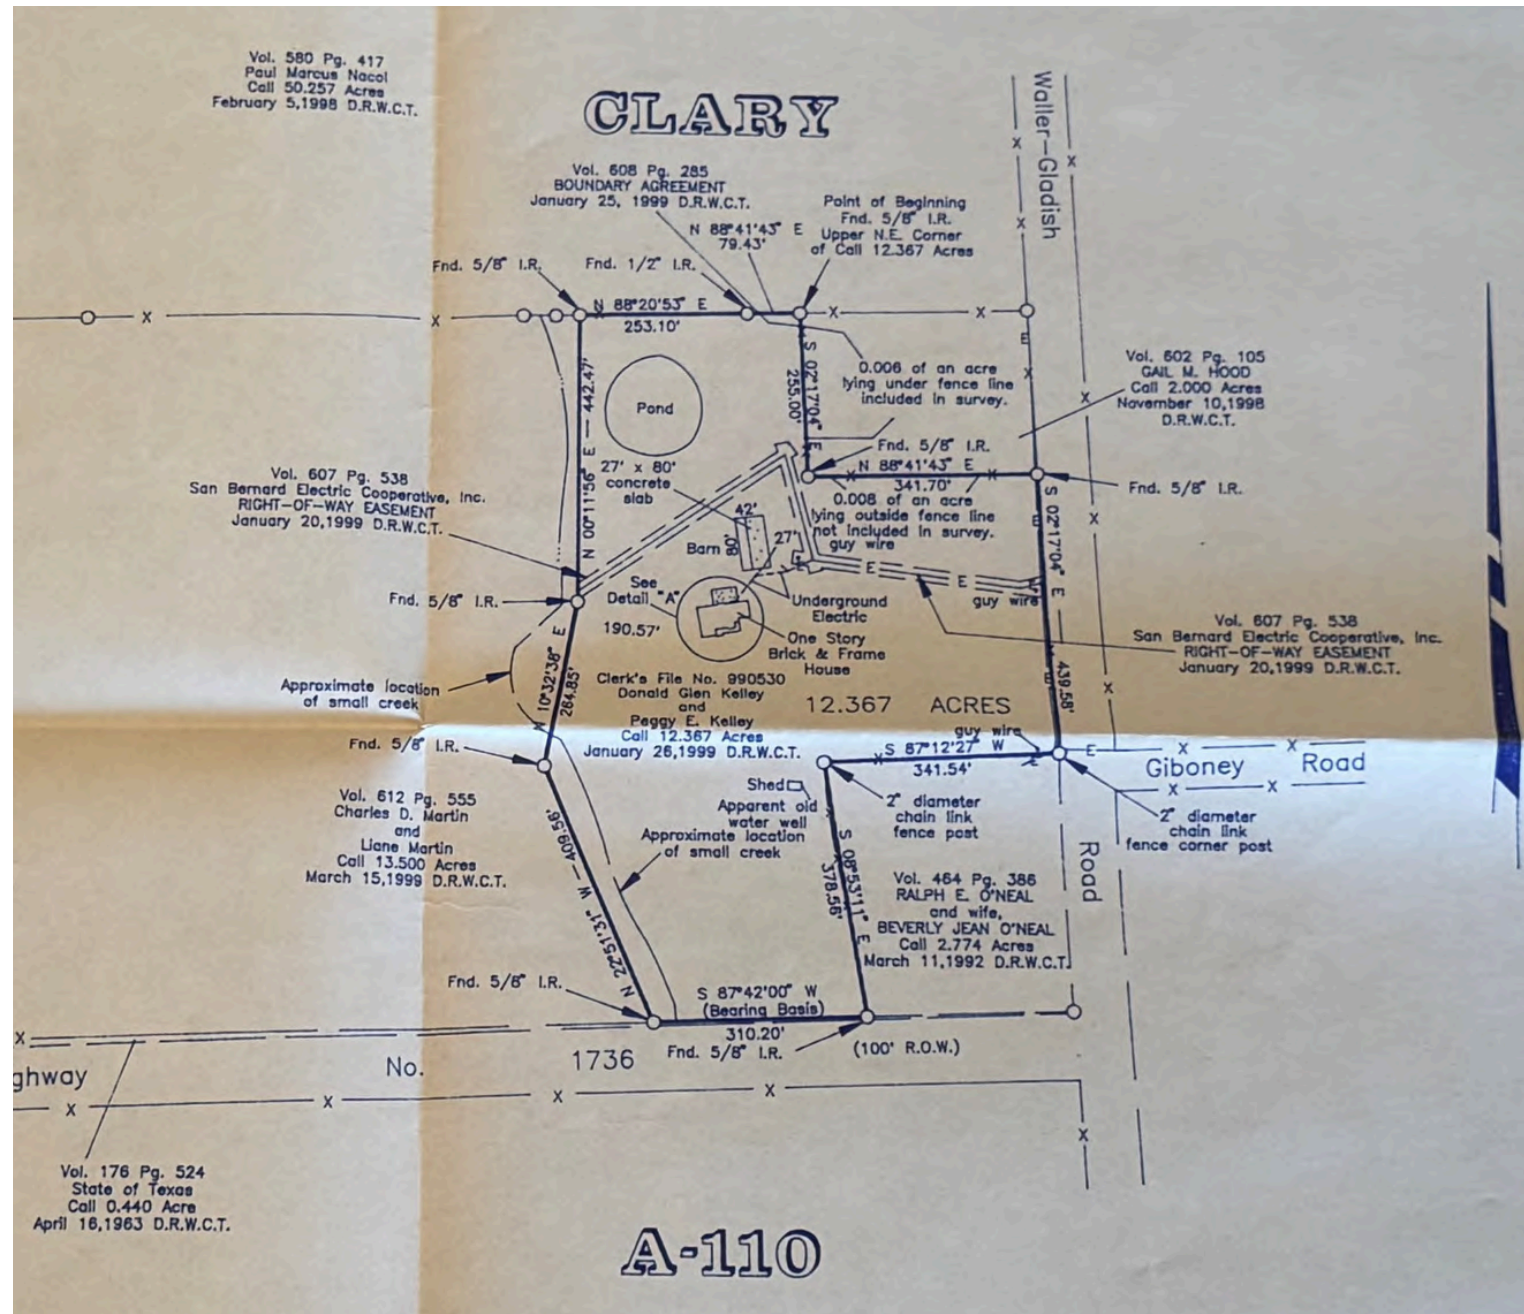 Vol. 580 Pg. 417
Paul Marcus Nacol
Call 50.257 Acres
February 5,1998 D.R.W.C.T.
CLARY
Waller-Gladish
Vol. 608 Pg. 285
BOUNDARY AGREEMENT
January 25, 1999 D.R.W.C.T.
N 88°41'43" E
79.43'
Point of Beginning
Fnd. 5/8" I.R.
Upper N.E. Corner
of Call 12.367 Acres
Fnd. 5/8" I.R.
Fnd. 1/2" I.R.
N 88°20'53" E
253.10'
S 02°17'04" E
255.00'
0.006 of an acre
lying under fence line
included in survey.
Vol. 602 Pg. 105
GAIL M. HOOD
Call 2.000 Acres
November 10,1998
D.R.W.C.T.
Pond
N 00°11'56" E — 442.47'
Fnd. 5/8" I.R.
N 88°41'43" E
341.70'
Fnd. 5/8" I.R.
27' x 80'
concrete
slab
0.008 of an acre
lying outside fence line
not included in survey.
guy wire
Vol. 607 Pg. 538
San Bernard Electric Cooperative, Inc.
RIGHT-OF-WAY EASEMENT
January 20,1999 D.R.W.C.T.
42'
Barn
80'
27'
S 02°17'04" E — 439.58'
Fnd. 5/8" I.R.
See
Detail "A"
190.57'
Underground
Electric
guy wire
One Story
Brick & Frame
House
Vol. 607 Pg. 538
San Bernard Electric Cooperative, Inc.
RIGHT-OF-WAY EASEMENT
January 20,1999 D.R.W.C.T.
N 10°32'38" E
264.85'
Approximate location
of small creek
Clerk's File No. 990530
Donald Glen Kelley
and
Peggy E. Kelley
Call 12.367 Acres
January 26,1999 D.R.W.C.T.
12.367 ACRES
guy wire
Fnd. 5/8" I.R.
S 87°12'27" W
341.54'
Giboney Road
Shed
Apparent old
water well
2" diameter
chain link
fence post
2" diameter
chain link
fence corner post
Vol. 612 Pg. 555
Charles D. Martin
and
Liane Martin
Call 13.500 Acres
March 15,1999 D.R.W.C.T.
N 22°51'31" W — 409.56'
Approximate location
of small creek
S 08°53'11" E
378.56'
Road
Vol. 464 Pg. 386
RALPH E. O'NEAL
and wife,
BEVERLY JEAN O'NEAL
Call 2.774 Acres
March 11,1992 D.R.W.C.T.
Fnd. 5/8" I.R.
S 87°42'00" W
(Bearing Basis)
310.20'
Fnd. 5/8" I.R.
(100' R.O.W.)
ghway No. 1736
Vol. 176 Pg. 524
State of Texas
Call 0.440 Acre
April 16,1963 D.R.W.C.T.
A-110